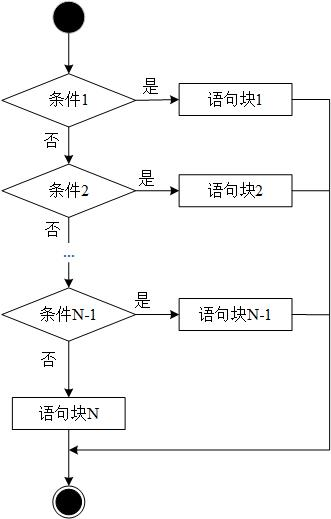 条件1
是
语句块1
否
条件2
是
语句块2
否
...
条件N-1
是
语句块N-1
否
语句块N